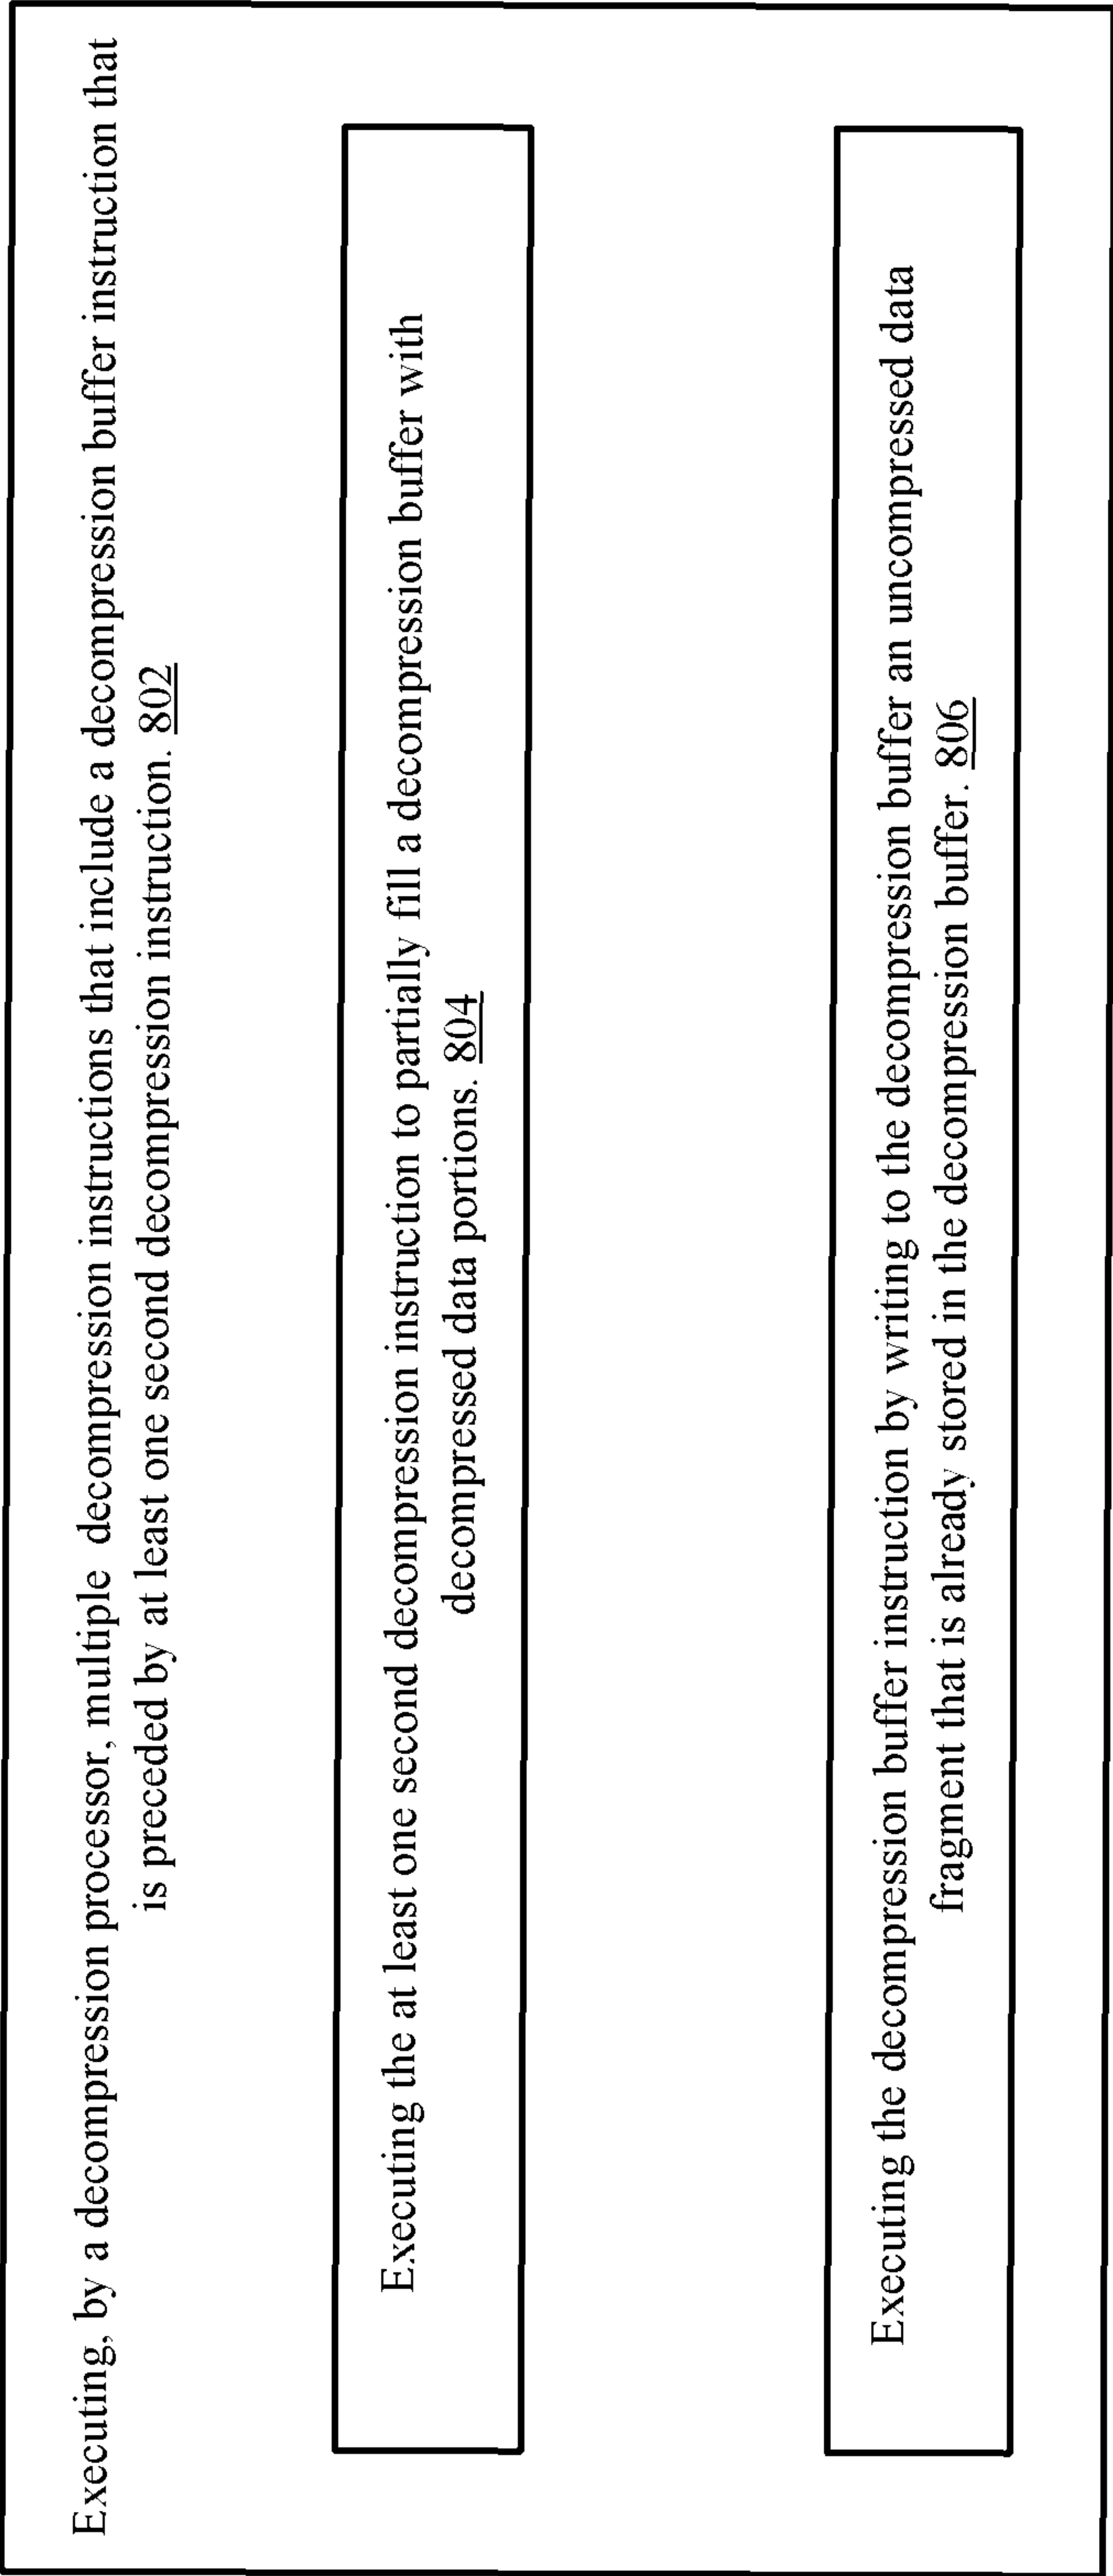 Executing, by a decompression processor, multiple decompression instructions that include a decompression buffer instruction that
is preceded by at least one second decompression instruction. 802
Executing the at least one second decompression instruction to partially fill a decompression buffer with
decompressed data portions. 804
Executing the decompression buffer instruction by writing to the decompression buffer an uncompressed data
fragment that is already stored in the decompression buffer. 806